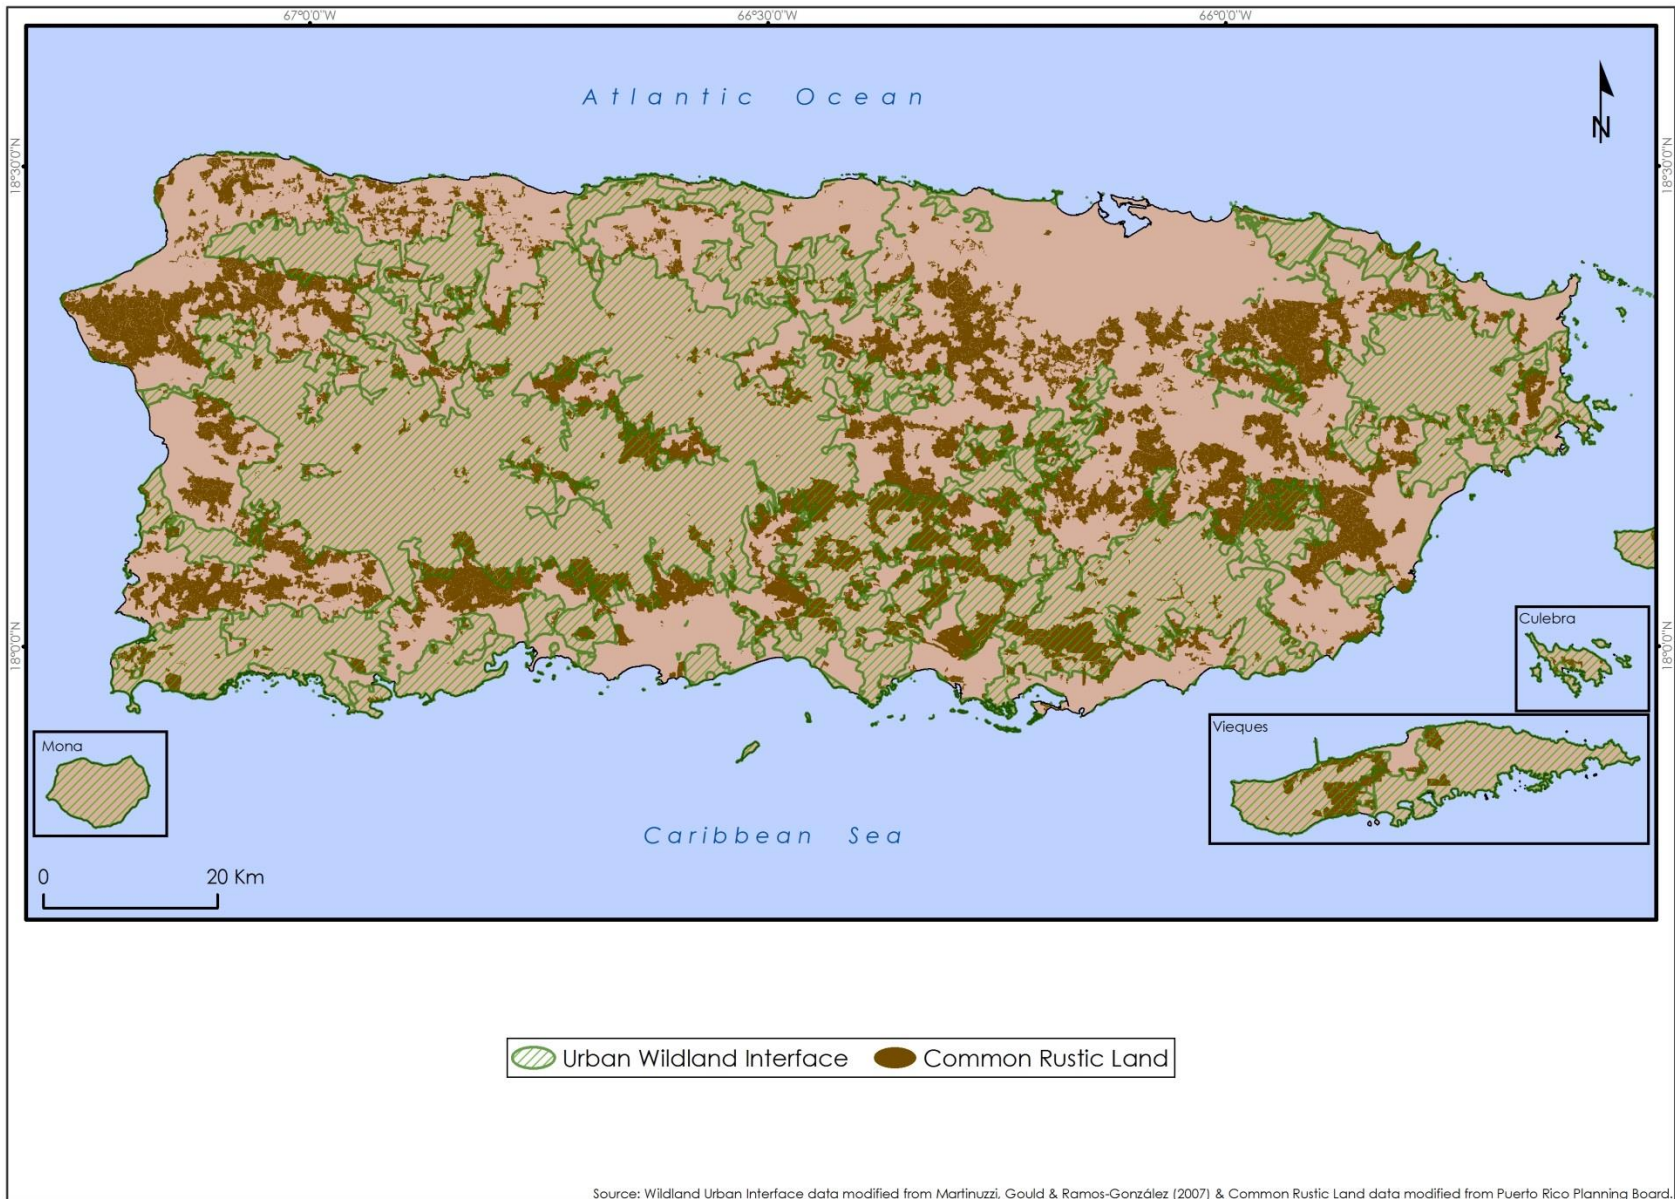 67°0'0"W 66°30'0"W 66°0'0"W
Atlantic Ocean
N
18°30'0"N 18°30'0"N
18°0'0"N 18°0'0"N
Culebra
Vieques
Mona
Caribbean Sea
0 20 Km
Urban Wildland Interface Common Rustic Land
Source: Wildland Urban Interface data modified from Martinuzzi, Gould & Ramos-González (2007) & Common Rustic Land data modified from Puerto Rico Planning Board.